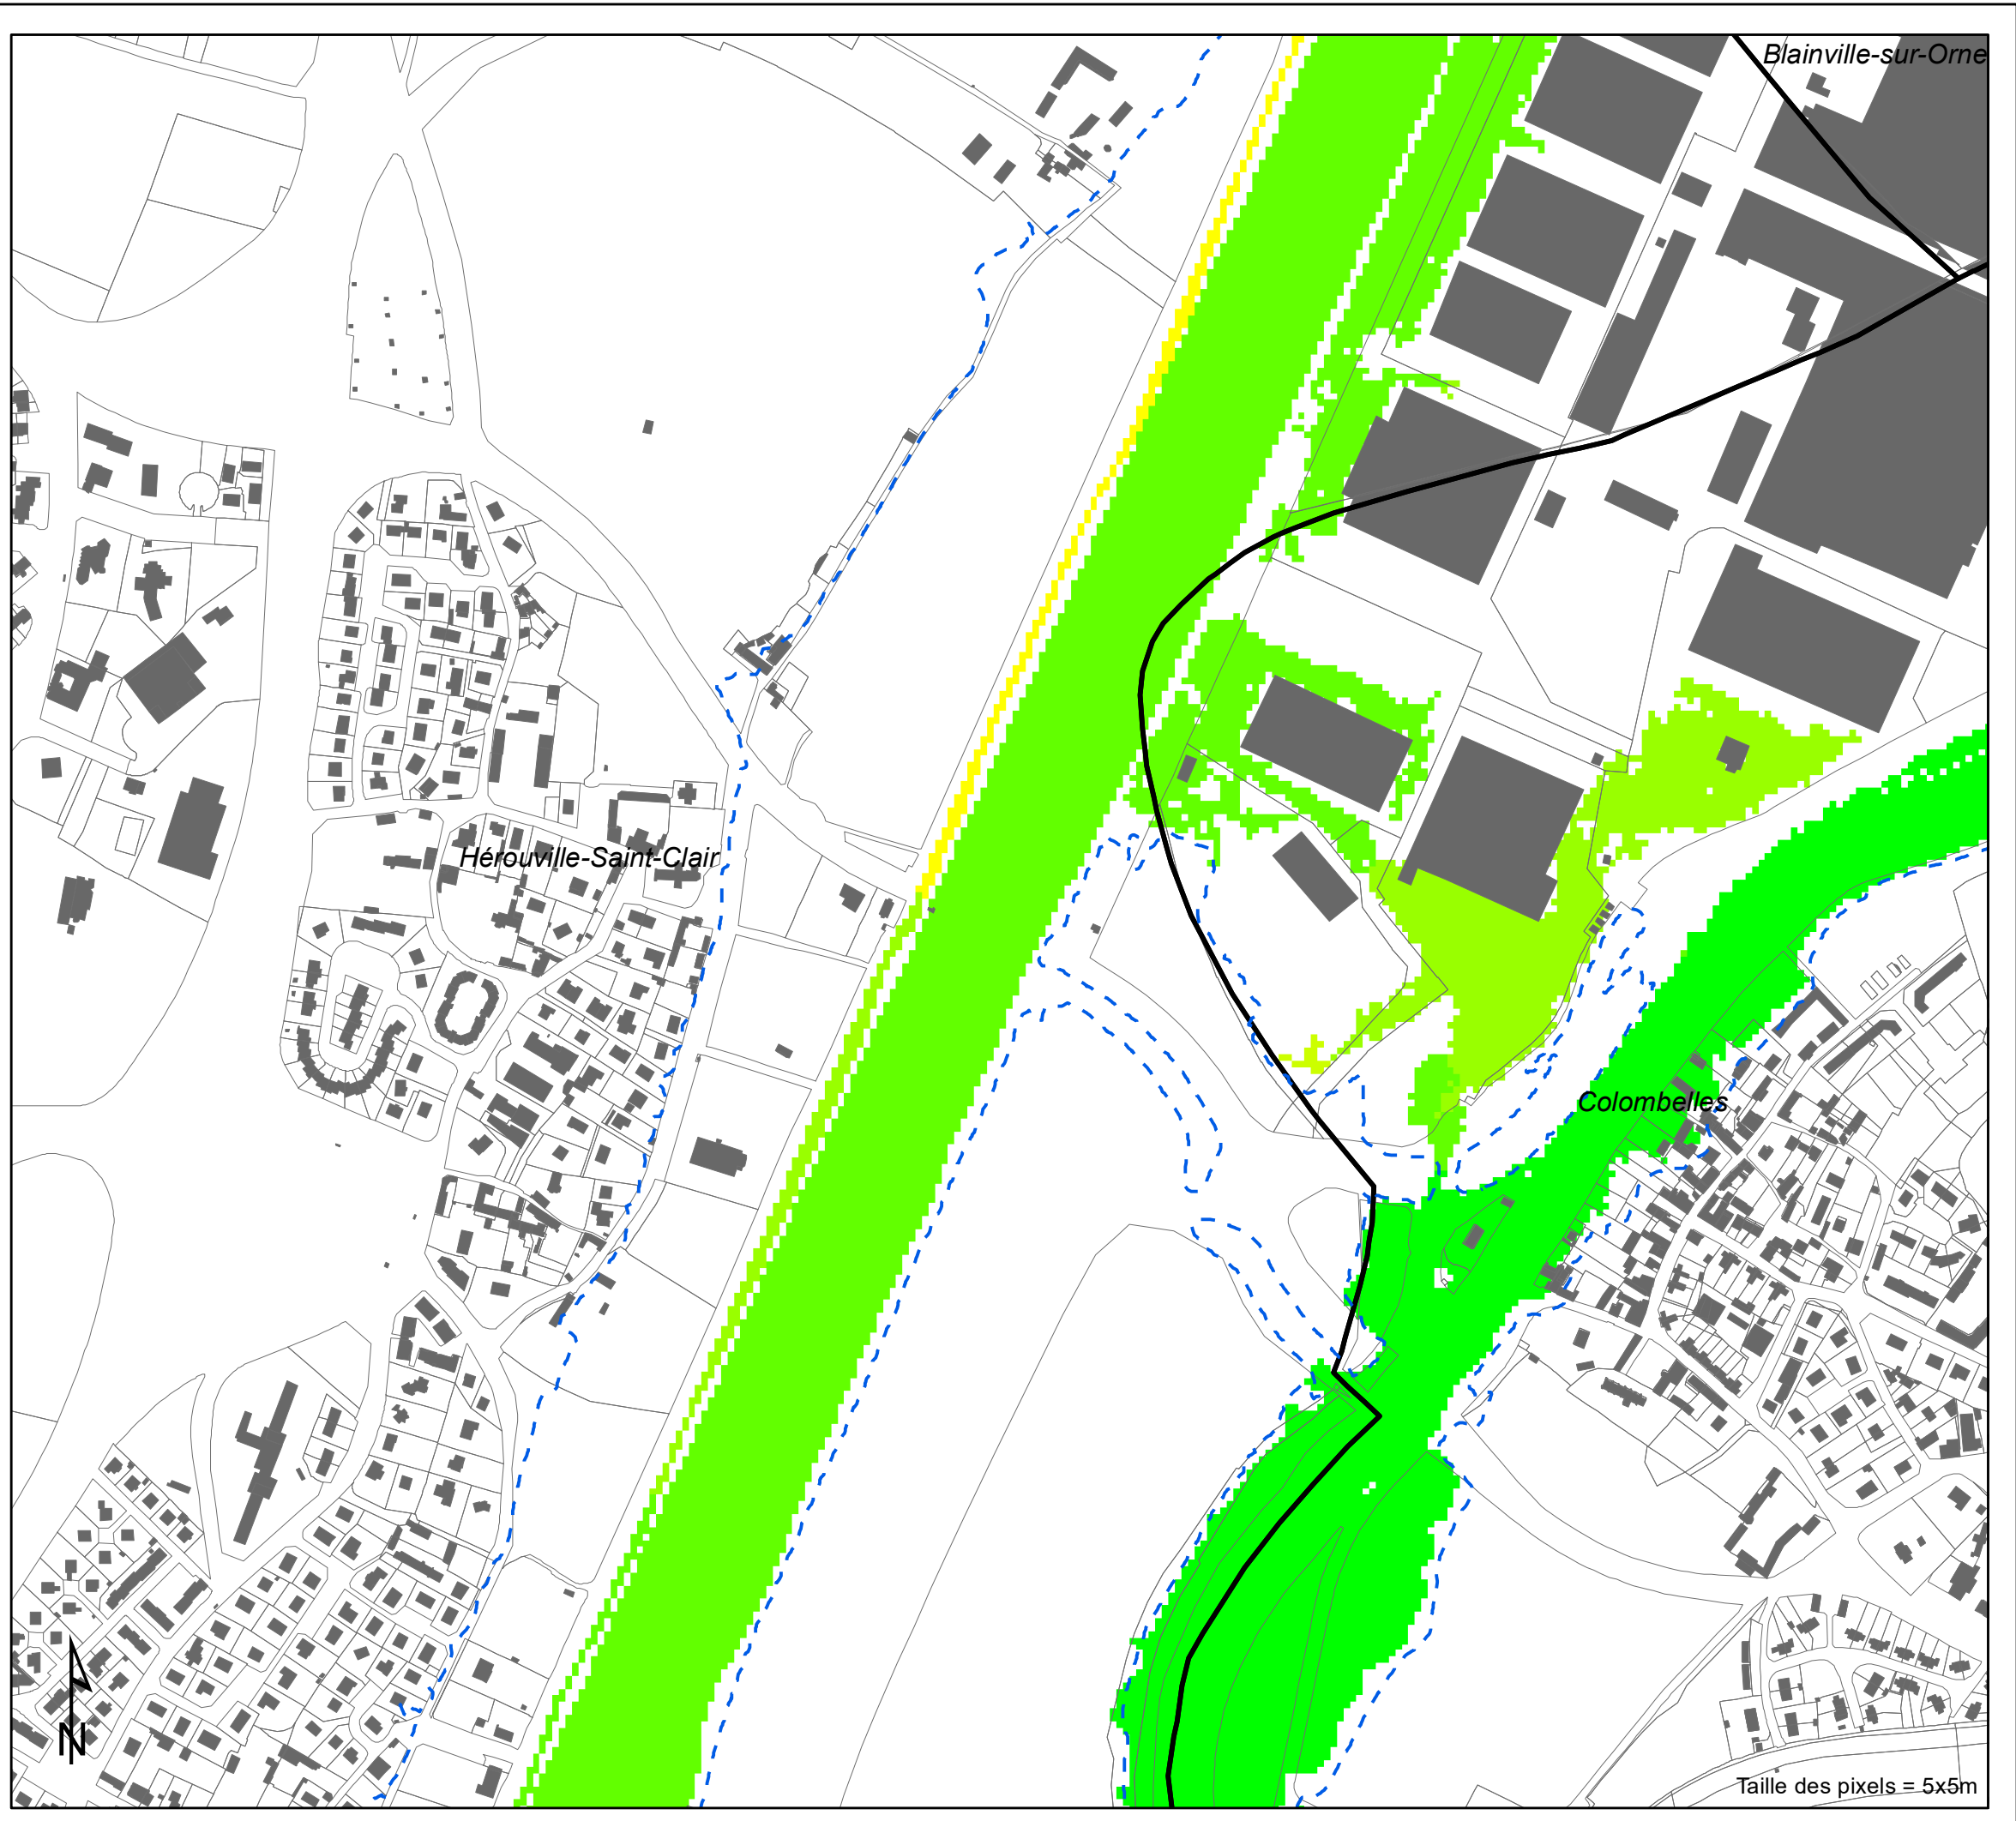 Blainville-sur-Orne
Hérouville-Saint-Clair
Colombelles
N
Taille des pixels = 5x5m